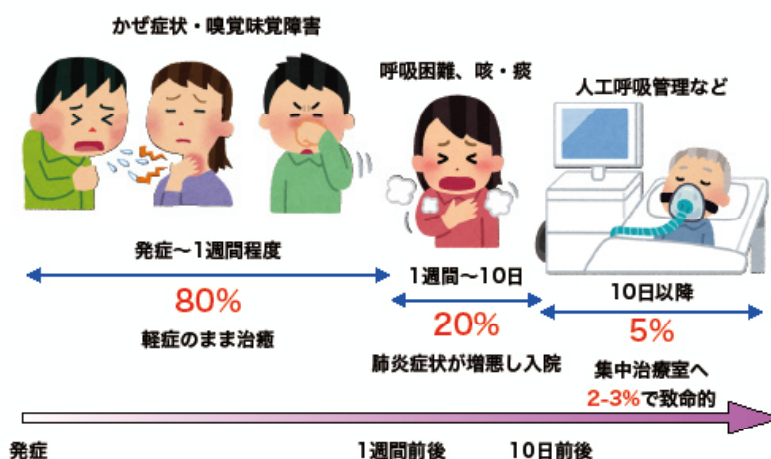 かぜ症状・嗅覚味覚障害
呼吸困難、咳・痰
人工呼吸管理など
発症〜1週間程度
80%
軽症のまま治癒
1週間〜10日
20%
肺炎症状が増悪し入院
10日以降
5%
集中治療室へ
2-3%で致命的
発症
1週間前後
10日前後